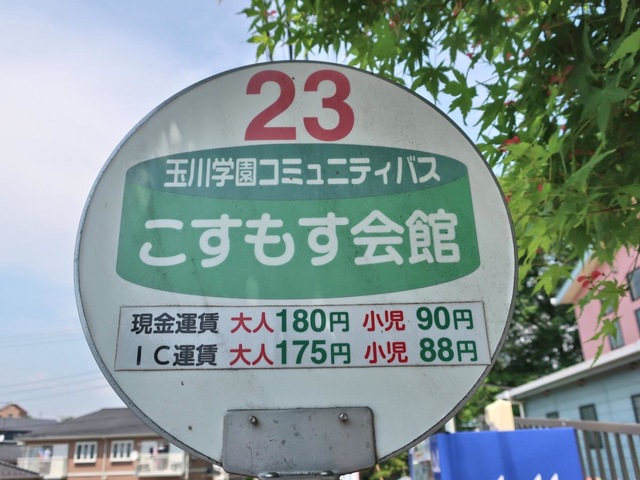 23
玉川学園コミュニティバス
こすもす会館
現金運賃 大人180円 小児 90円
IC運賃 大人175円 小児 88円